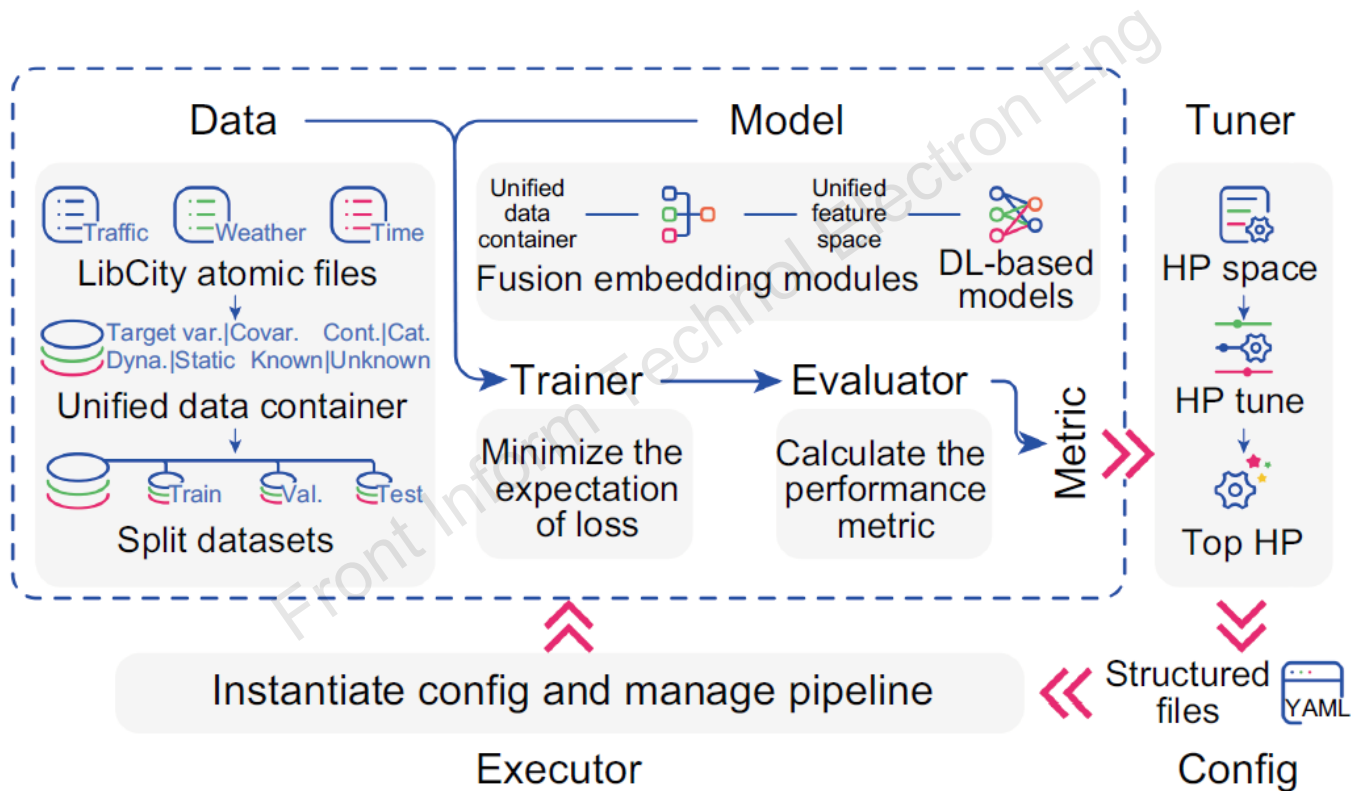 Data
Model
Tuner
Traffic
Weather
Time
LibCity atomic files
Target var.|Covar. Cont.|Cat.
Dyna.|Static Known|Unknown
Unified data container
Train
Val.
Test
Split datasets
Unified
data
container
Unified
feature
space
Fusion embedding modules
DL-based
models
Trainer
Minimize the
expectation
of loss
Evaluator
Calculate the
performance
metric
Metric
HP space
HP tune
Top HP
Instantiate config and manage pipeline
Executor
Structured
files
YAML
Config
Front Inform Technol Electron Eng